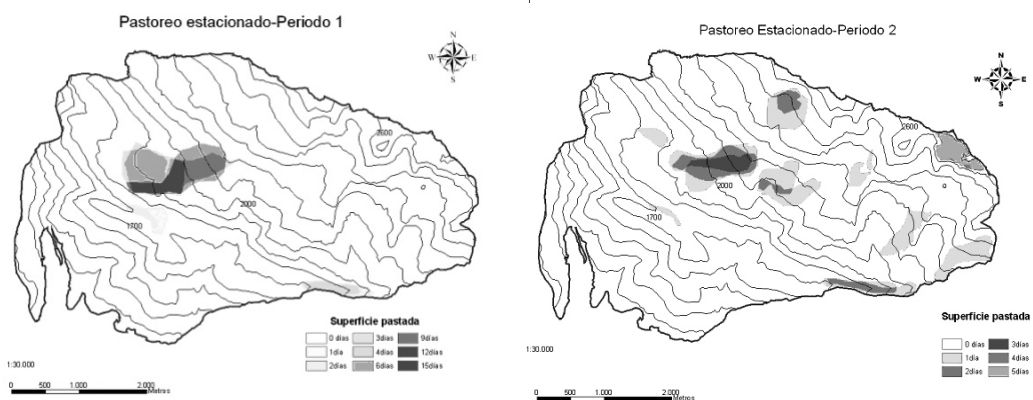 Pastoreo estacionado-Periodo 1
N
W E
S
2600
2000
1700
Superficie pastada
0 días 3días 9días
1día 4días 12días
2días 6días 15días
1:30.000
0 500 1.000 2.000
Metros
Pastoreo Estacionado-Periodo 2
N
W E
S
2600
2000
1700
Superficie pastada
0 días 3días
1día 4días
2días 5días
1:30.000
0 500 1.000 2.000
Metros